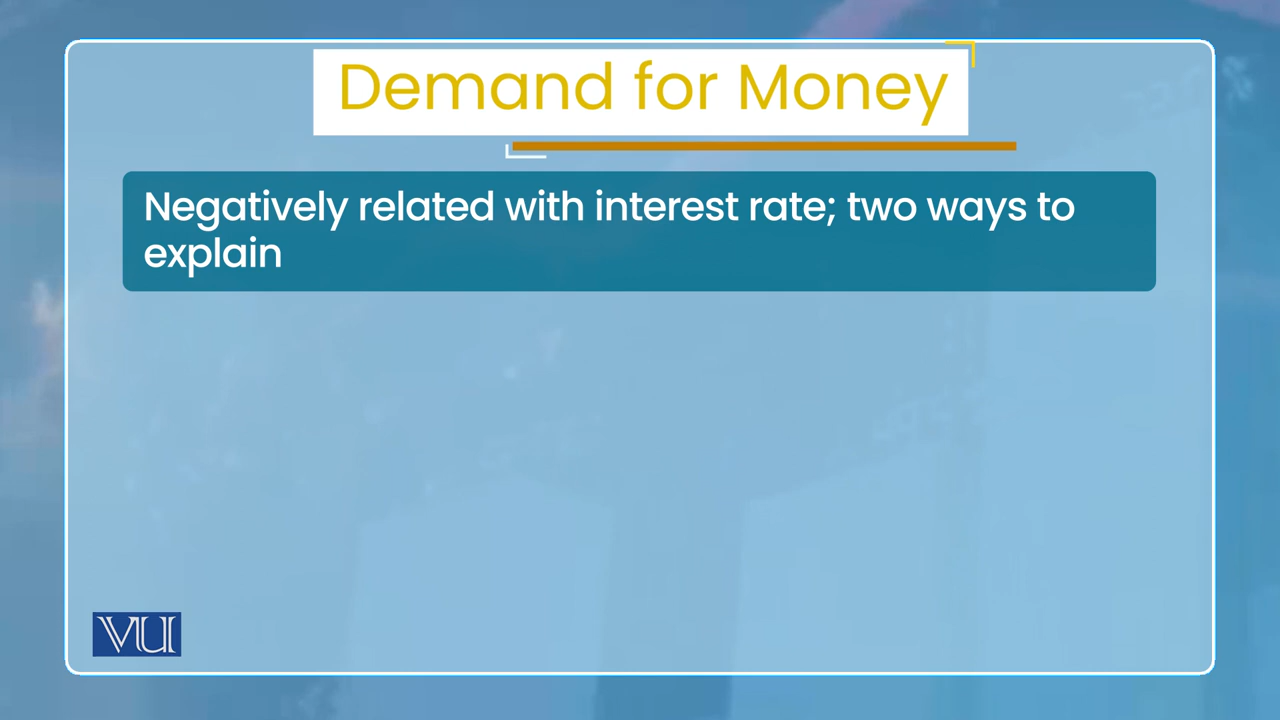 Demand for Money
Negatively related with interest rate; two ways to
explain
VU